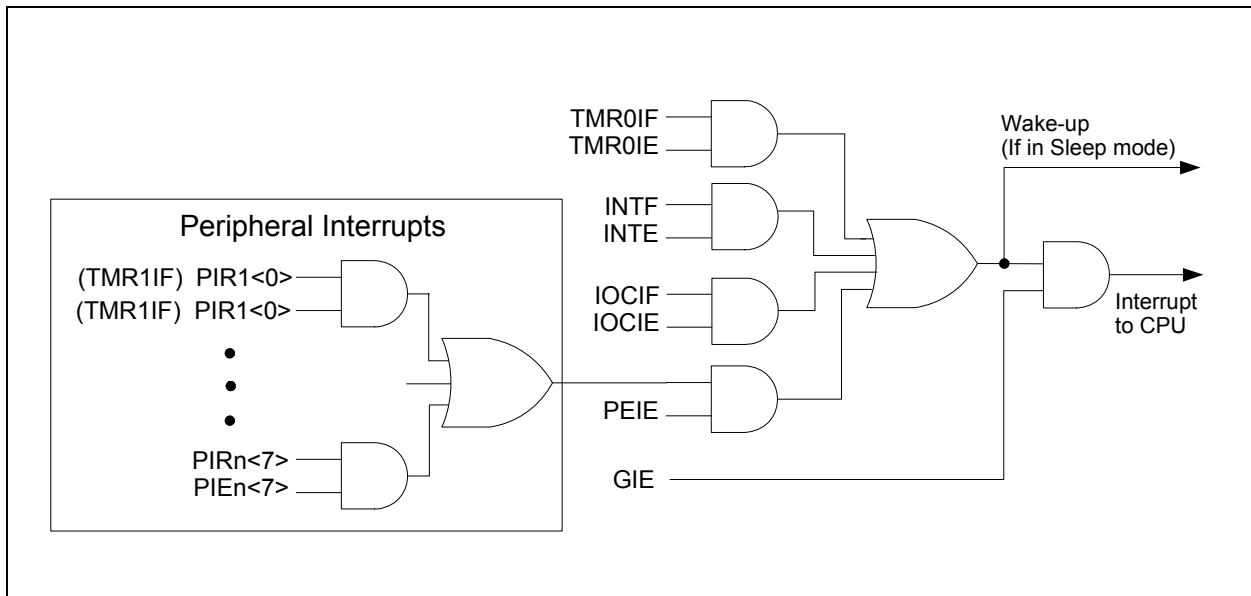 TMR0IF
TMR0IE
Wake-up
(If in Sleep mode)
INTF
INTE
Peripheral Interrupts
(TMR1IF) PIR1<0>
(TMR1IF) PIR1<0>
IOCIF
IOCIE
Interrupt
to CPU
PEIE
PIRn<7>
PIEn<7>
GIE